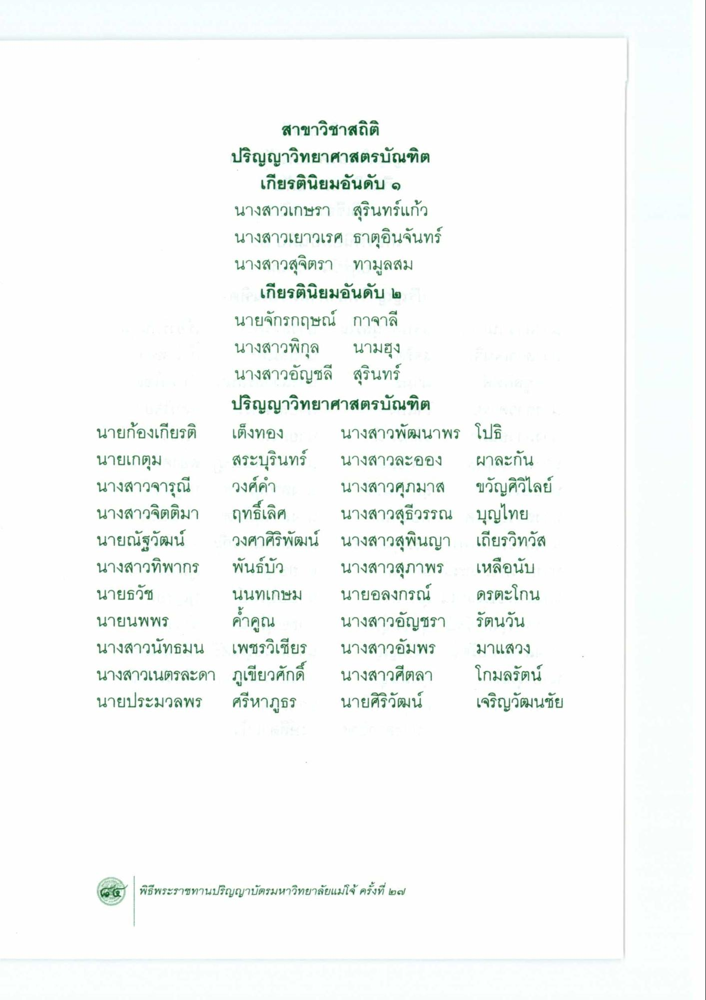 สาขาวิชาสถิติ
ปริญญาวิทยาศาสตรบัณฑิต
เกียรตินิยมอันดับ ๑
นางสาวเกษรา สุรินทร์แก้ว
นางสาวเยาวเรศ ธาตุอินจันทร์
นางสาวสุจิตรา ทามูลสม
เกียรตินิยมอันดับ ๒
นายจักรกฤษณ์ กาจาลี
นางสาวพิกุล นามฮุง
นางสาวอัญชลี สุรินทร์
ปริญญาวิทยาศาสตรบัณฑิต
นายก้องเกียรติ เต็งทอง นางสาวพัฒนาพร โปธิ
นายเกตุม สระบุรินทร์ นางสาวละออง ผาละกัน
นางสาวจารุณี วงศ์คำ นางสาวศุภมาส ขวัญศิวิไลย์
นางสาวจิตติมา ฤทธิ์เลิศ นางสาวสุธีวรรณ บุญไทย
นายณัฐวัฒน์ วงศาศิริพัฒน์ นางสาวสุพินญา เถียรวิทวัส
นางสาวทิพากร พันธ์บัว นางสาวสุภาพร เหลือนับ
นายธวัช นนทเกษม นายอลงกรณ์ ดรตะโกน
นายนพพร ค้ำคูณ นางสาวอัญชรา รัตนวัน
นางสาวนัทธมน เพชรวิเชียร นางสาวอัมพร มาแสวง
นางสาวเนตรละดา ภูเขียวศักดิ์ นางสาวศีตลา โกมลรัตน์
นายประมวลพร ศรีหาภูธร นายศิริวัฒน์ เจริญวัฒนชัย
๘๔ พิธีพระราชทานปริญญาบัตรมหาวิทยาลัยแม่โจ้ ครั้งที่ ๒๗